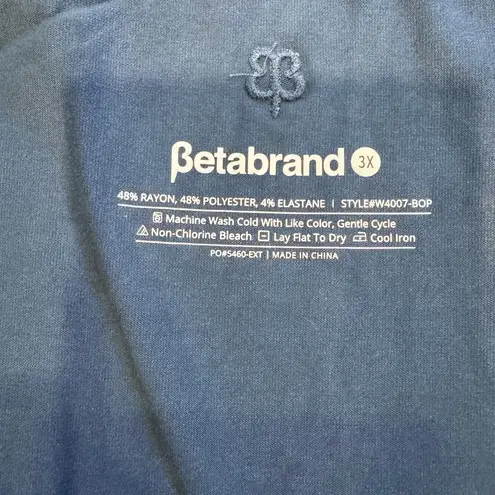 βetabrand 3X
48% RAYON, 48% POLYESTER, 4% ELASTANE | STYLE#W4007-BOP
Machine Wash Cold With Like Color, Gentle Cycle
Non-Chlorine Bleach Lay Flat To Dry Cool Iron
PO#5460-EXT | MADE IN CHINA